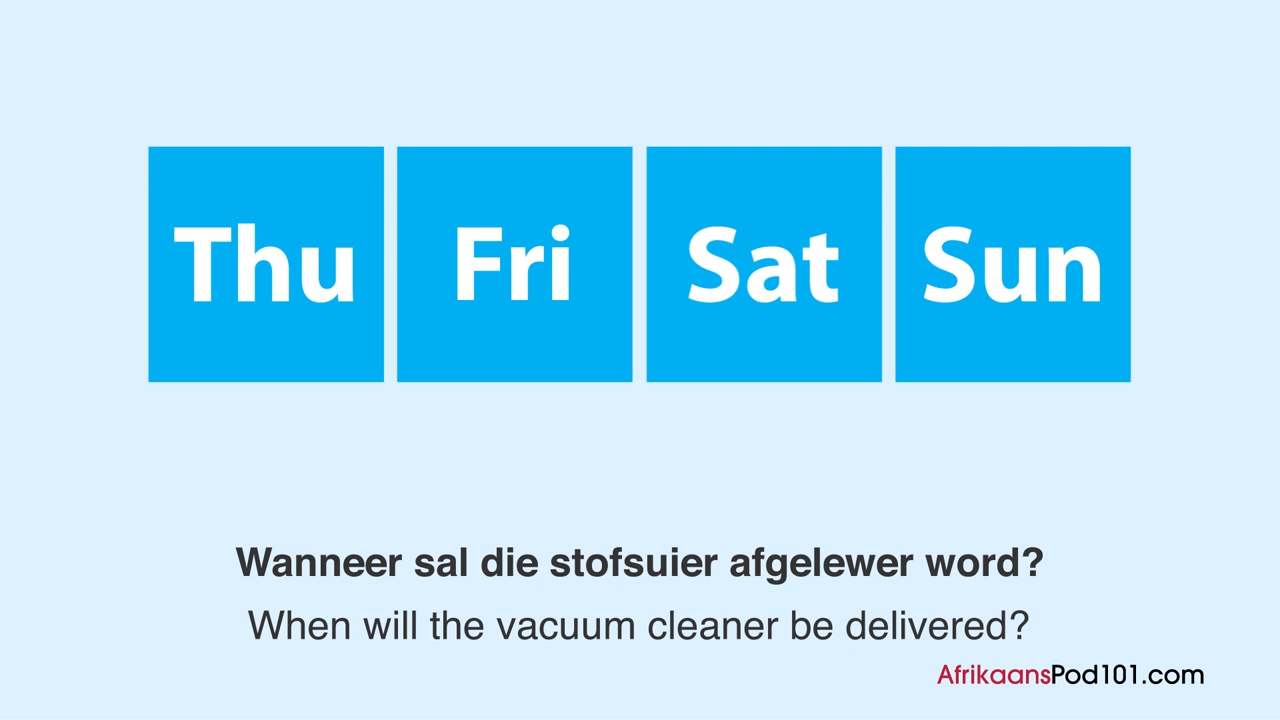 Thu Fri Sat Sun
Wanneer sal die stofsuier afgelewer word?
When will the vacuum cleaner be delivered?
AfrikaansPod101.com